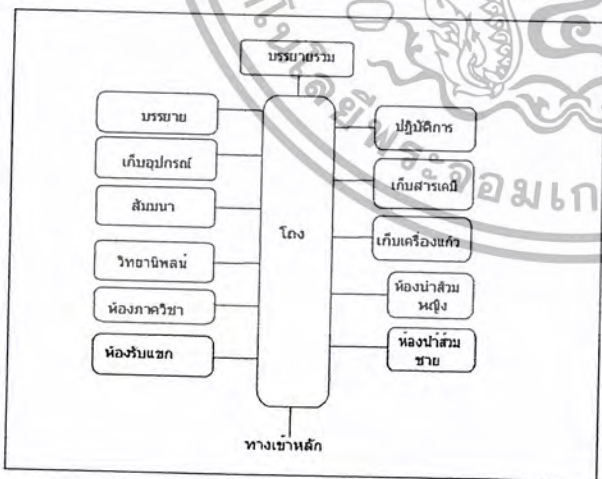 บรรยายรวม
บรรยาย
เก็บอุปกรณ์
สัมมนา
วิทยานิพลน์
ห้องภาควิชา
ห้องรับแขก
โถง
ปฏิบัติการ
เก็บสารเคมี
เก็บเครื่องแก้ว
ห้องน้ำส้วม
หญิง
ห้องน้ำส้วม
ชาย
ทางเข้าหลัก